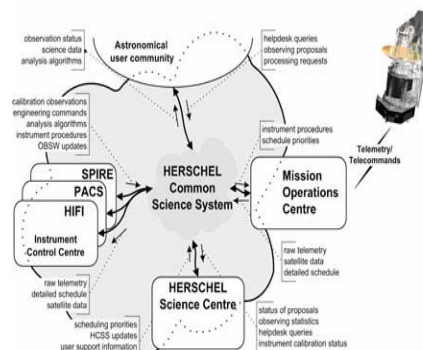 observation status
science data
analysis algorithms
Astronomical
user community
helpdesk queries
observing proposals
processing requests
calibration observations
engineering commands
analysis algorithms
instrument procedures
OBSW updates
instrument procedures
schedule priorities
Telemetry/
Telecommands
SPIRE
PACS
HIFI
Instrument
Control Centre
HERSCHEL
Common
Science System
Mission
Operations
Centre
raw telemetry
detailed schedule
satellite data
raw telemetry
satellite data
detailed schedule
HERSCHEL
Science Centre
scheduling priorities
HCSS updates
user support information
status of proposals
observing statistics
helpdesk queries
instrument calibration status